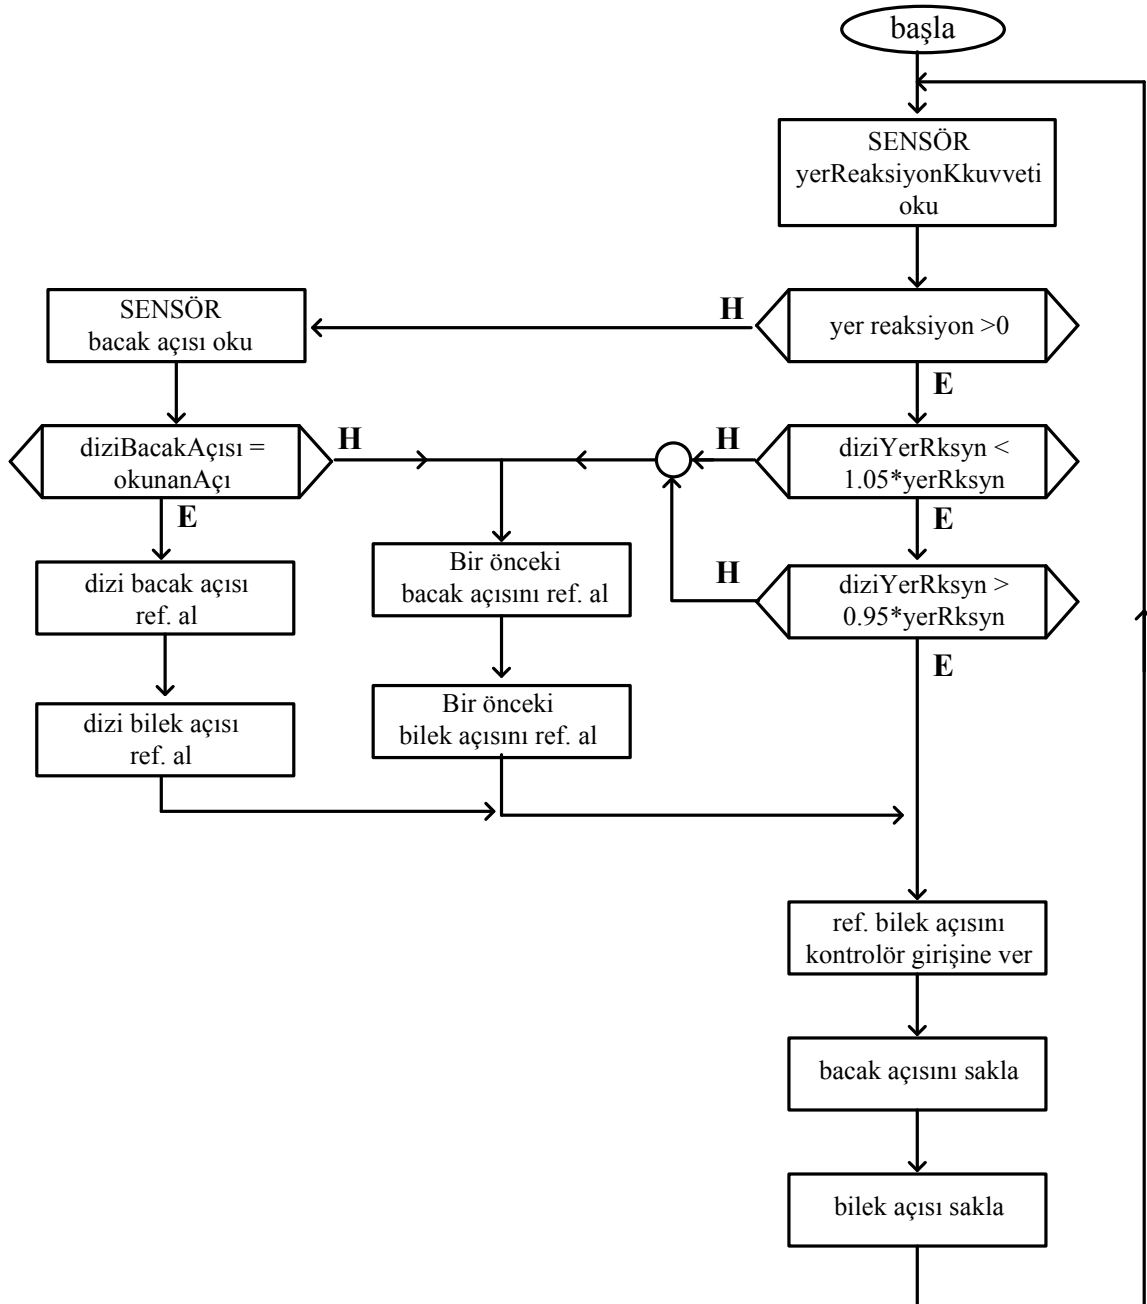 başla
SENSÖR
yerReaksiyonKkuvveti
oku
yer reaksiyon >0
H
E
SENSÖR
bacak açısı oku
diziBacakAçısı =
okunanAçı
H
E
diziYerRksyn <
1.05*yerRksyn
H
E
diziYerRksyn >
0.95*yerRksyn
H
E
dizi bacak açısı
ref. al
Bir önceki
bacak açısını ref. al
dizi bilek açısı
ref. al
Bir önceki
bilek açısını ref. al
ref. bilek açısını
kontrolör girişine ver
bacak açısını sakla
bilek açısı sakla